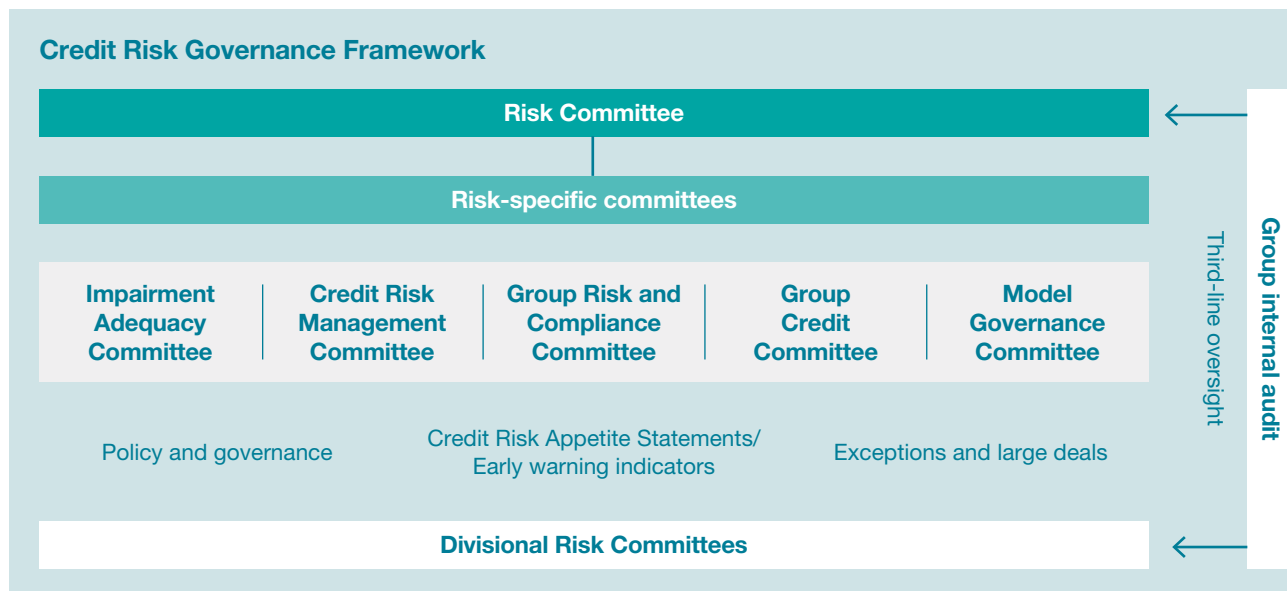 Credit Risk Governance Framework
Risk Committee
Risk-specific committees
Impairment
Adequacy
Committee
Credit Risk
Management
Committee
Group Risk and
Compliance
Committee
Group
Credit
Committee
Model
Governance
Committee
Policy and governance
Credit Risk Appetite Statements/
Early warning indicators
Exceptions and large deals
Divisional Risk Committees
Third-line oversight
Group internal audit